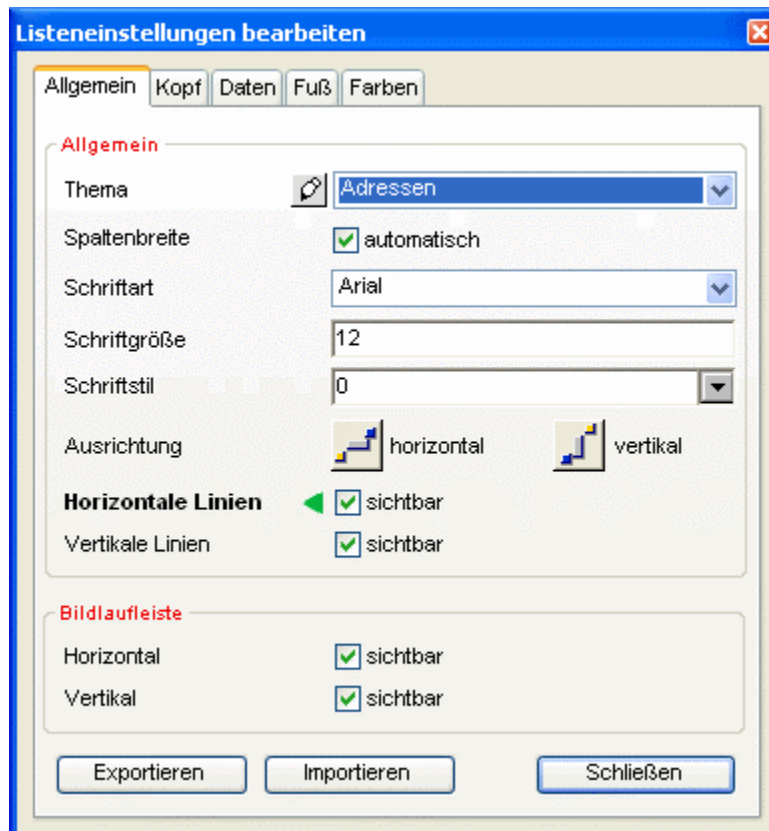 Listeneinstellungen bearbeiten
Allgemein Kopf Daten Fuß Farben
Allgemein
Thema Adressen
Spaltenbreite automatisch
Schriftart Arial
Schriftgröße 12
Schriftstil 0
Ausrichtung horizontal vertikal
Horizontale Linien sichtbar
Vertikale Linien sichtbar
Bildlaufleiste
Horizontal sichtbar
Vertikal sichtbar
Exportieren Importieren Schließen